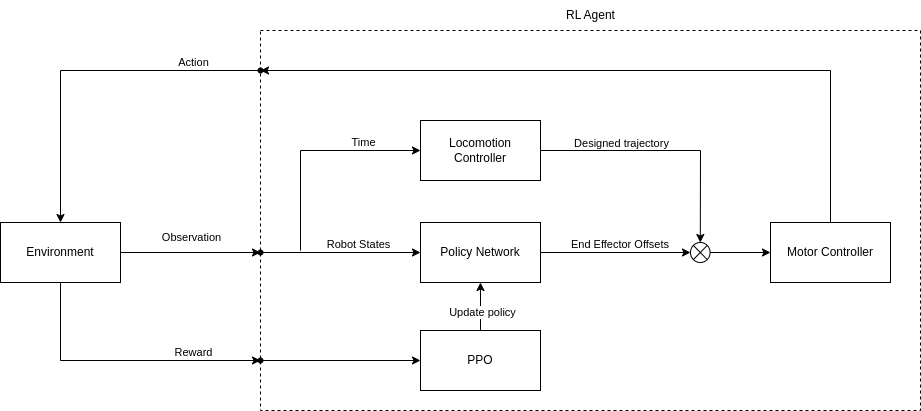 RL Agent
Action
Time
Locomotion
Controller
Designed trajectory
Environment
Observation
Robot States
Policy Network
End Effector Offsets
Motor Controller
Update policy
Reward
PPO